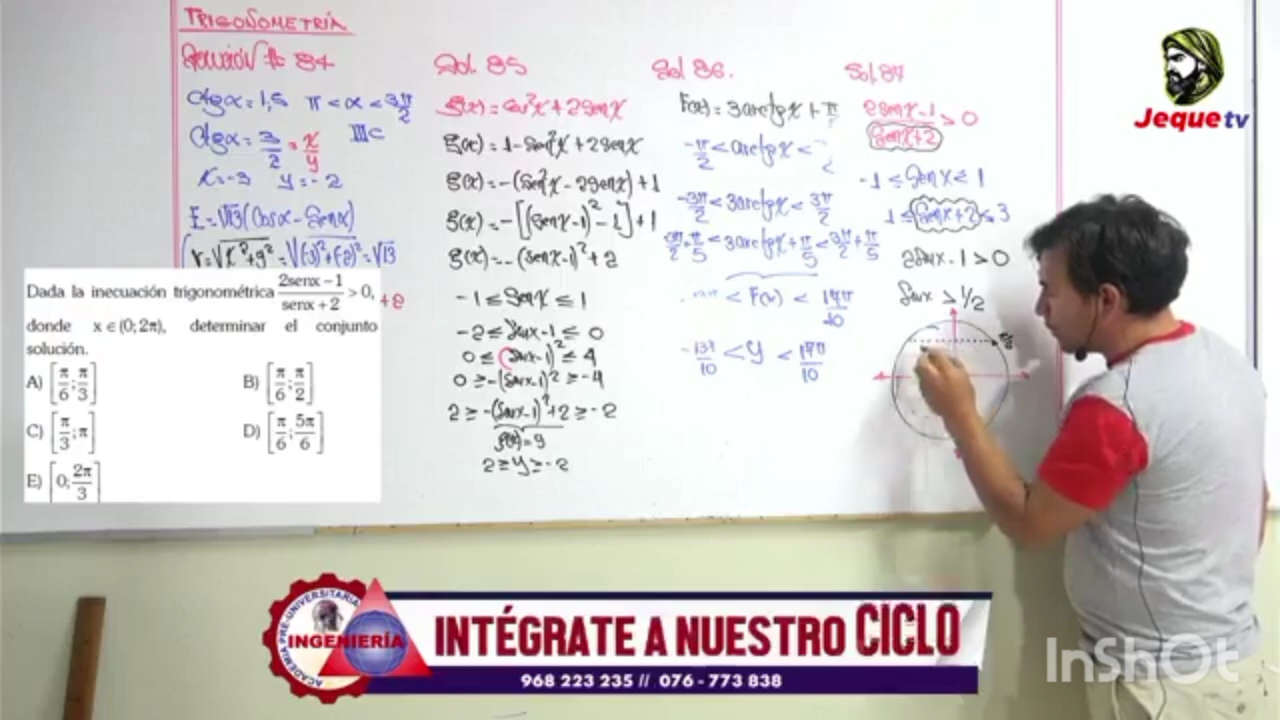 TRIGONOMETRÍA
Solución # 84
Ctgα = 1,5 π < α < 3π/2
Ctgα = 3/2 = x/y IIIC
x = -3 y = -2
E = √13 (Cosα - Senα)
r = √x²+y² = √(-3)²+(-2)² = √13
Sol. 85
f(x) = Cos²x + 2Senx
f(x) = 1 - Sen²x + 2Senx
f(x) = -(Sen²x - 2Senx) + 1
f(x) = -[(Senx-1)² - 1] + 1
f(x) = -(Senx-1)² + 2
-1 ≤ Senx ≤ 1
-2 ≤ Senx-1 ≤ 0
0 ≤ (Senx-1)² ≤ 4
0 ≥ -(Senx-1)² ≥ -4
2 ≥ -(Senx-1)² + 2 ≥ -2
f(x) = y
2 ≥ y ≥ -2
Sol 86.
F(x) = 3arctgx + π
-π/2 < arctgx <
-3π/2 < 3arctgx < 3π/2
< 3arctgx + π/5 < 3π/2 + π/5
< F(x) < 17π/10
-13π/10 < y < 17π/10
Sol. 87
2Senx-1 / Senx+2 > 0
-1 ≤ Senx ≤ 1
1 ≤ Senx+2 ≤ 3
2Senx - 1 > 0
Senx > 1/2
Jeque tv
Dada la inecuación trigonométrica 2senx - 1 / senx + 2 > 0,
donde x ∈ (0; 2π), determinar el conjunto
solución.
A) [π/6; π/3] B) [π/6; π/2]
C) [π/3; π] D) [π/6; 5π/6]
E) [0; 2π/3]
ACADEMIA PRE-UNIVERSITARIA
INGENIERÍA
INTÉGRATE A NUESTRO CICLO
968 223 235 // 076 - 773 838
InShOt